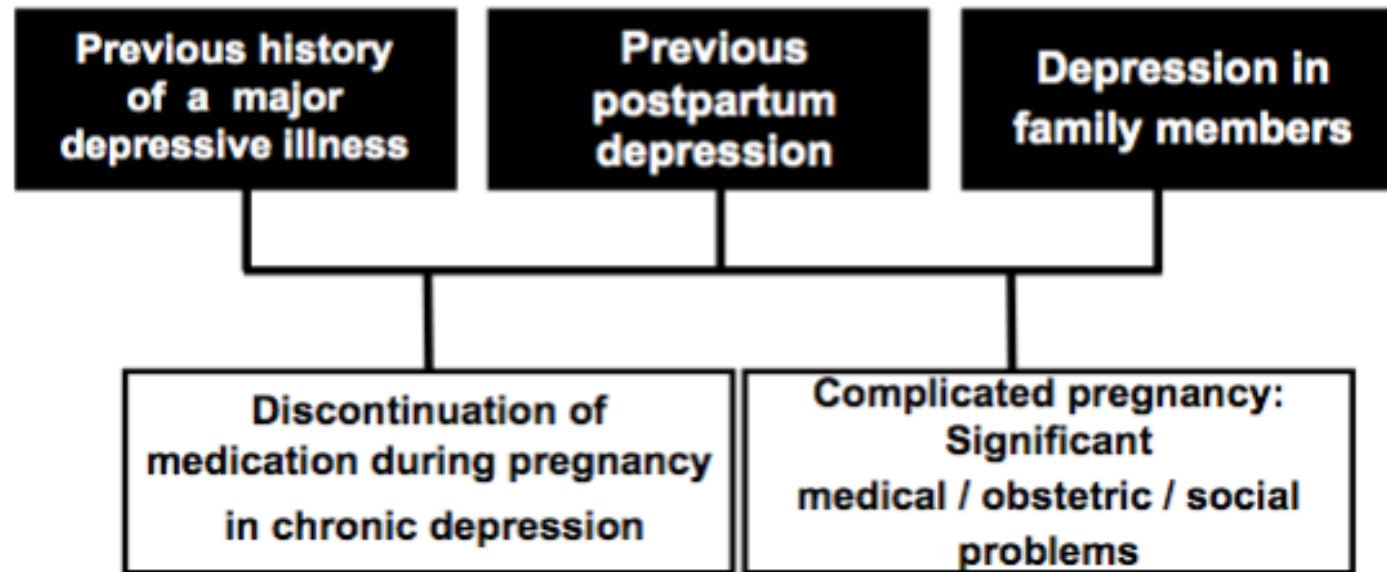 Previous history
of a major
depressive illness
Previous
postpartum
depression
Depression in
family members
Discontinuation of
medication during pregnancy
in chronic depression
Complicated pregnancy:
Significant
medical / obstetric / social
problems